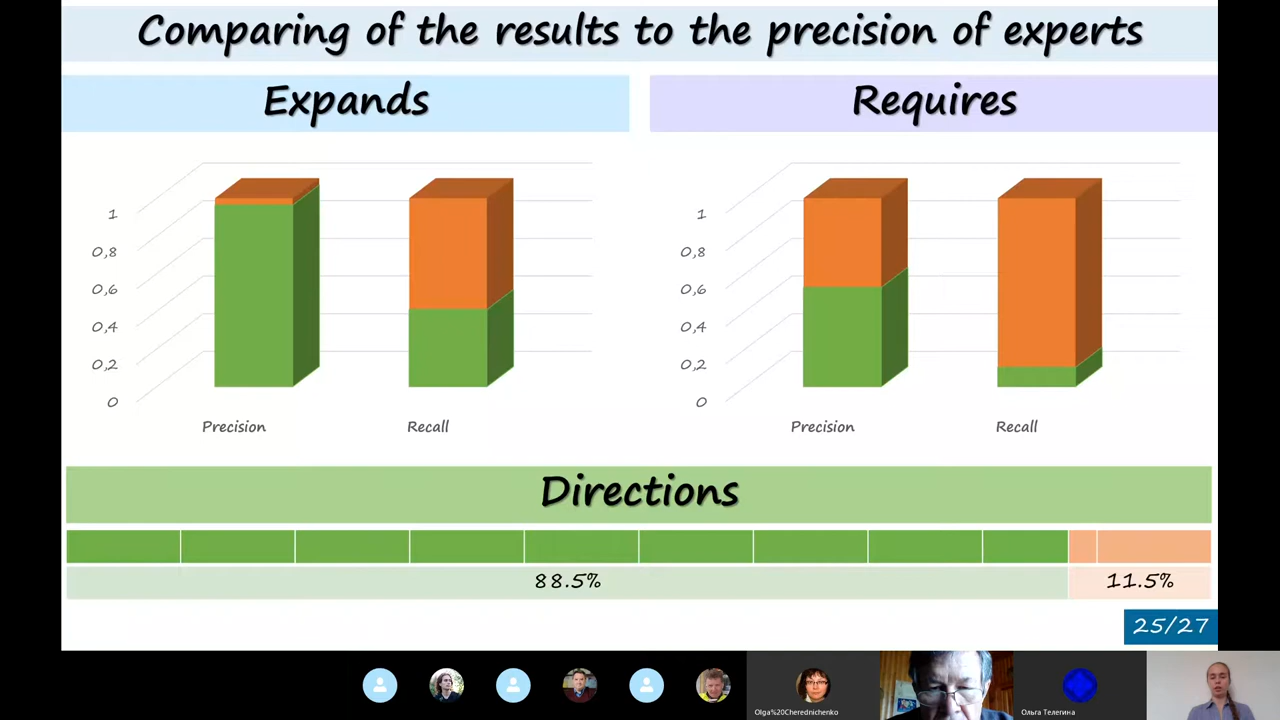 Comparing of the results to the precision of experts
Expands
Requires
1
0,8
0,6
0,4
0,2
0
Precision
Recall
1
0,8
0,6
0,4
0,2
0
Precision
Recall
Directions
88.5%
11.5%
25/27
Olga%20Cherednichenko
Ольга Телегина